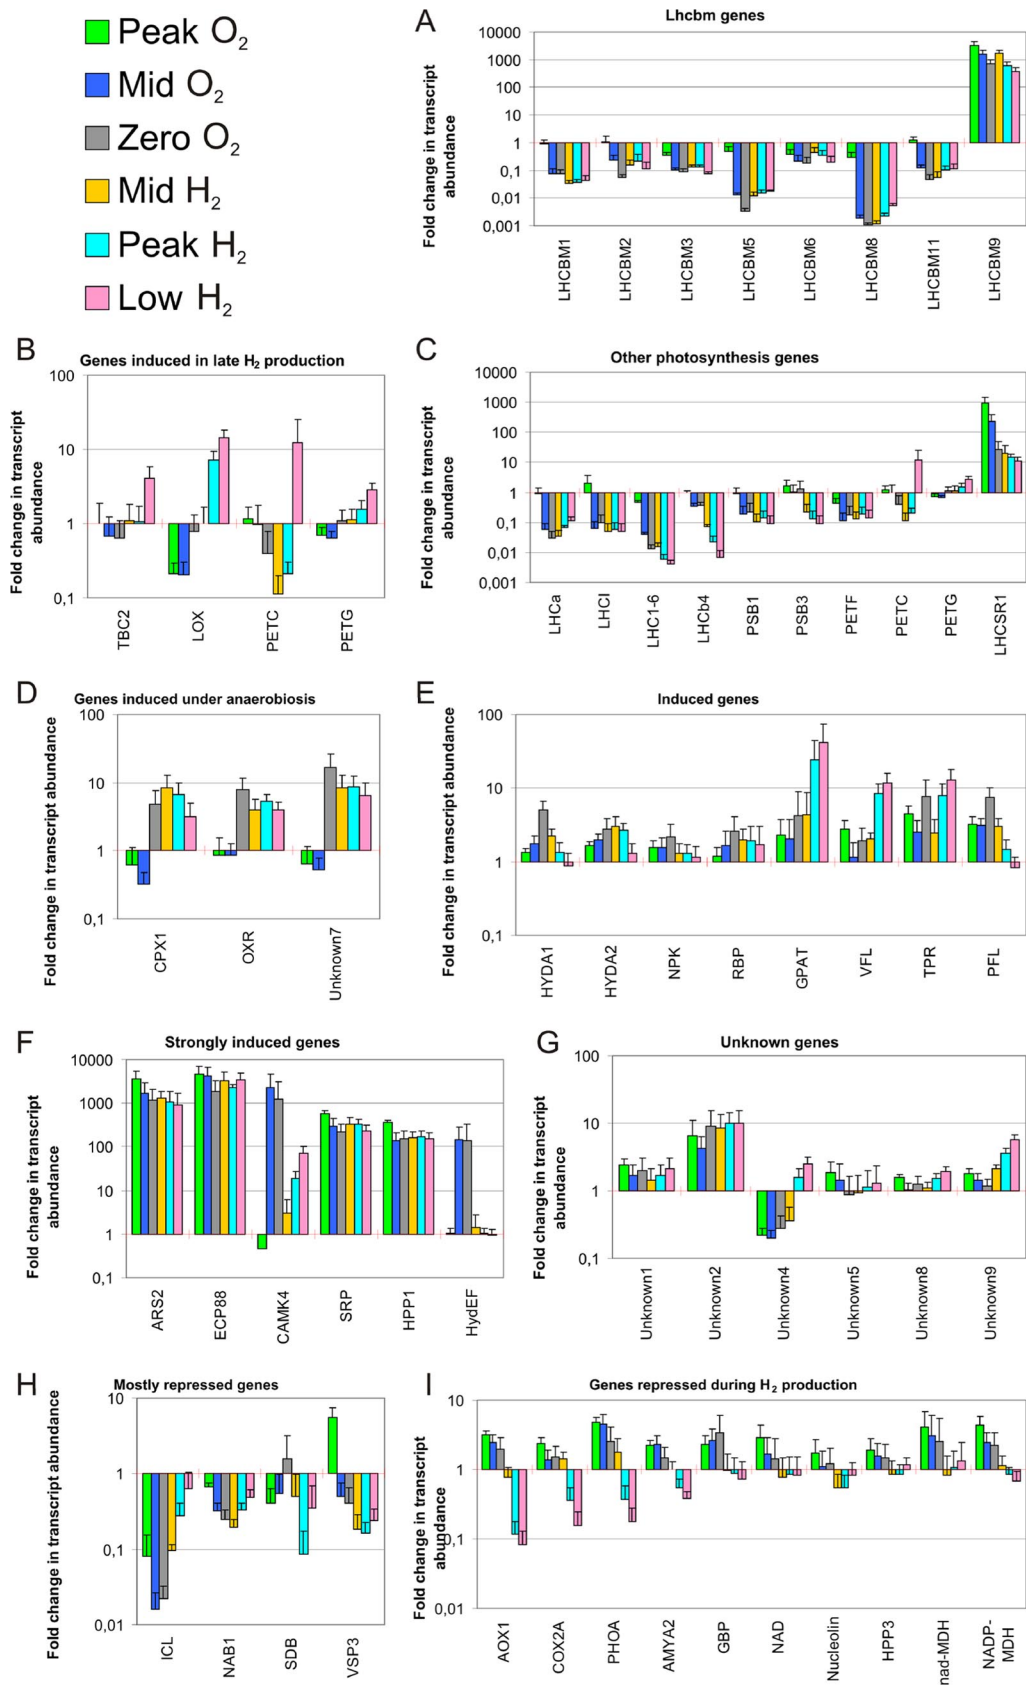 Peak O2
Mid O2
Zero O2
Mid H2
Peak H2
Low H2
A
Lhcbm genes
Fold change in transcript
abundance
10000
1000
100
10
1
0,1
0,01
0,001
LHCBM1
LHCBM2
LHCBM3
LHCBM5
LHCBM6
LHCBM8
LHCBM11
LHCBM9
B
Genes induced in late H2 production
Fold change in transcript
abundance
100
10
1
0,1
TBC2
LOX
PETC
PETG
C
Other photosynthesis genes
Fold change in transcript
abundance
10000
1000
100
10
1
0,1
0,01
0,001
LHCa
LHCI
LHC1-6
LHCb4
PSB1
PSB3
PETF
PETC
PETG
LHCSR1
D
Genes induced under anaerobiosis
Fold change in transcript abundance
100
10
1
0,1
CPX1
OXR
Unknown7
E
Induced genes
Fold change in transcript abundance
100
10
1
0,1
HYDA1
HYDA2
NPK
RBP
GPAT
VFL
TPR
PFL
F
Strongly induced genes
Fold change in transcript
abundance
10000
1000
100
10
1
0,1
ARS2
ECP88
CAMK4
SRP
HPP1
HydEF
G
Unknown genes
Fold change in transcript
abundance
100
10
1
0,1
Unknown1
Unknown2
Unknown4
Unknown5
Unknown8
Unknown9
H
Mostly repressed genes
Fold change in transcript abundance
10
1
0,1
0,01
ICL
NAB1
SDB
VSP3
I
Genes repressed during H2 production
Fold change in transcript
abundance
10
1
0,1
0,01
AOX1
COX2A
PHOA
AMYA2
GBP
NAD
Nucleolin
HPP3
nad-MDH
NADP-
MDH